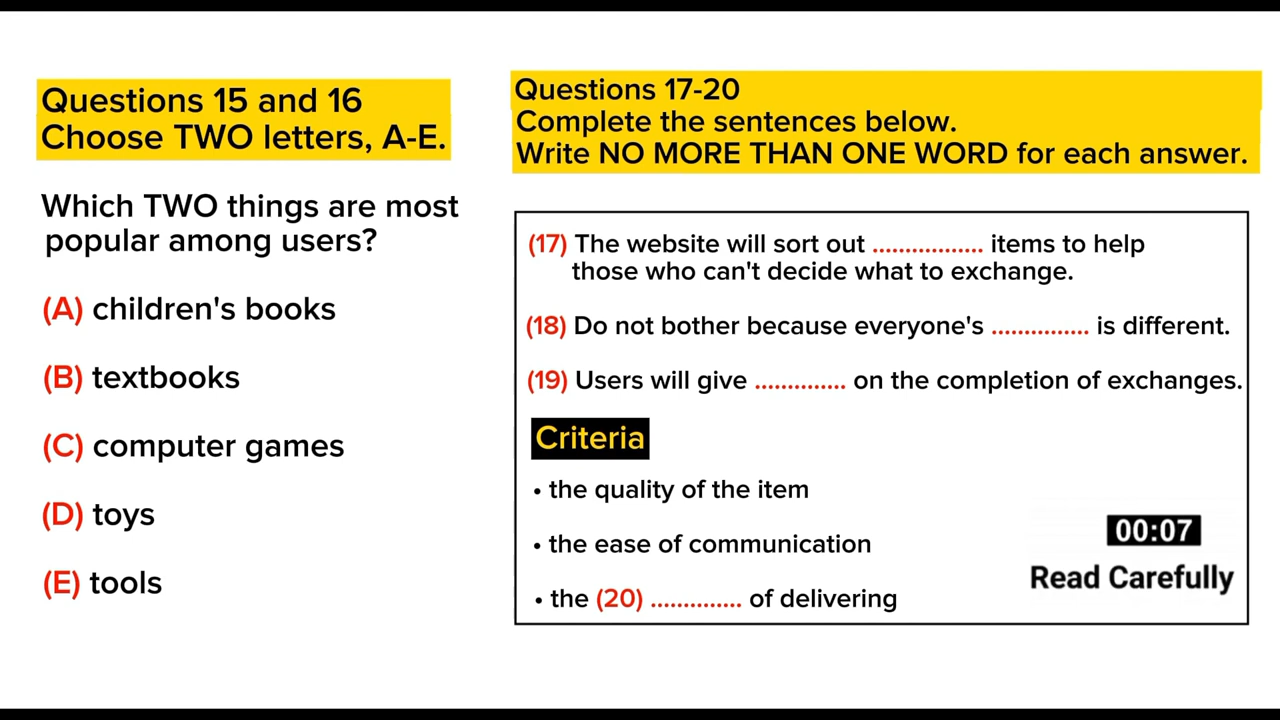 Questions 15 and 16
Choose TWO letters, A-E.
Which TWO things are most
popular among users?
(A) children's books
(B) textbooks
(C) computer games
(D) toys
(E) tools
Questions 17-20
Complete the sentences below.
Write NO MORE THAN ONE WORD for each answer.
(17) The website will sort out ................. items to help
those who can't decide what to exchange.
(18) Do not bother because everyone's ............... is different.
(19) Users will give .............. on the completion of exchanges.
Criteria
• the quality of the item
• the ease of communication
• the (20) .............. of delivering
00:07
Read Carefully